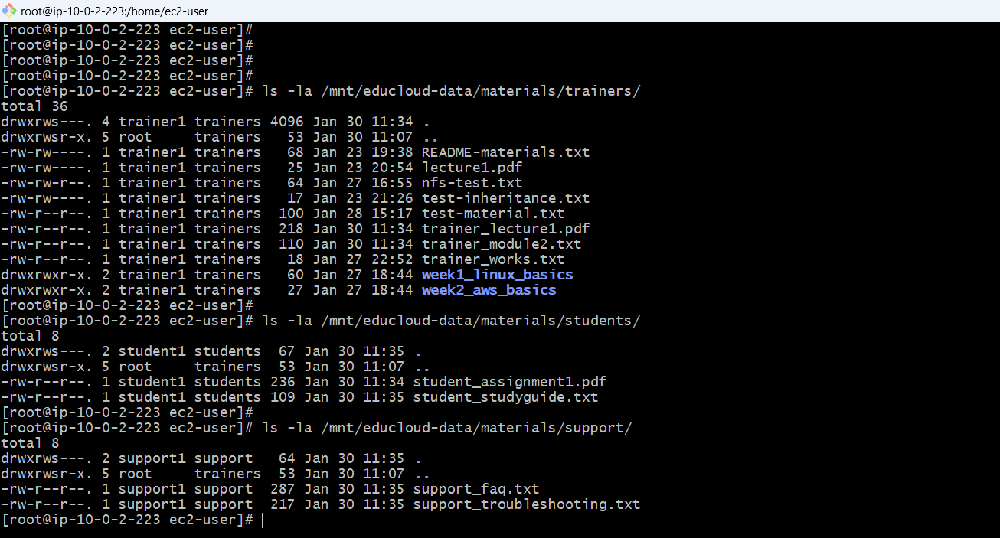 root@ip-10-0-2-223:/home/ec2-user
[root@ip-10-0-2-223 ec2-user]#
[root@ip-10-0-2-223 ec2-user]#
[root@ip-10-0-2-223 ec2-user]#
[root@ip-10-0-2-223 ec2-user]#
[root@ip-10-0-2-223 ec2-user]# ls -la /mnt/educloud-data/materials/trainers/
total 36
drwxrws---. 4 trainer1 trainers 4096 Jan 30 11:34 .
drwxrwsr-x. 5 root     trainers   53 Jan 30 11:07 ..
-rw-rw----. 1 trainer1 trainers   68 Jan 23 19:38 README-materials.txt
-rw-rw----. 1 trainer1 trainers   25 Jan 23 20:54 lecture1.pdf
-rw-rw-r--. 1 trainer1 trainers   64 Jan 27 16:55 nfs-test.txt
-rw-rw----. 1 trainer1 trainers   17 Jan 23 21:26 test-inheritance.txt
-rw-r--r--. 1 trainer1 trainers  100 Jan 28 15:17 test-material.txt
-rw-r--r--. 1 trainer1 trainers  218 Jan 30 11:34 trainer_lecture1.pdf
-rw-r--r--. 1 trainer1 trainers  110 Jan 30 11:34 trainer_module2.txt
-rw-r--r--. 1 trainer1 trainers   18 Jan 27 22:52 trainer_works.txt
drwxrwxr-x. 2 trainer1 trainers   60 Jan 27 18:44 week1_linux_basics
drwxrwxr-x. 2 trainer1 trainers   27 Jan 27 18:44 week2_aws_basics
[root@ip-10-0-2-223 ec2-user]#
[root@ip-10-0-2-223 ec2-user]# ls -la /mnt/educloud-data/materials/students/
total 8
drwxrws---. 2 student1 students  67 Jan 30 11:35 .
drwxrwsr-x. 5 root     trainers  53 Jan 30 11:07 ..
-rw-r--r--. 1 student1 students 236 Jan 30 11:34 student_assignment1.pdf
-rw-r--r--. 1 student1 students 109 Jan 30 11:35 student_studyguide.txt
[root@ip-10-0-2-223 ec2-user]#
[root@ip-10-0-2-223 ec2-user]# ls -la /mnt/educloud-data/materials/support/
total 8
drwxrws---. 2 support1 support   64 Jan 30 11:35 .
drwxrwsr-x. 5 root     trainers  53 Jan 30 11:07 ..
-rw-r--r--. 1 support1 support  287 Jan 30 11:35 support_faq.txt
-rw-r--r--. 1 support1 support  217 Jan 30 11:35 support_troubleshooting.txt
[root@ip-10-0-2-223 ec2-user]#